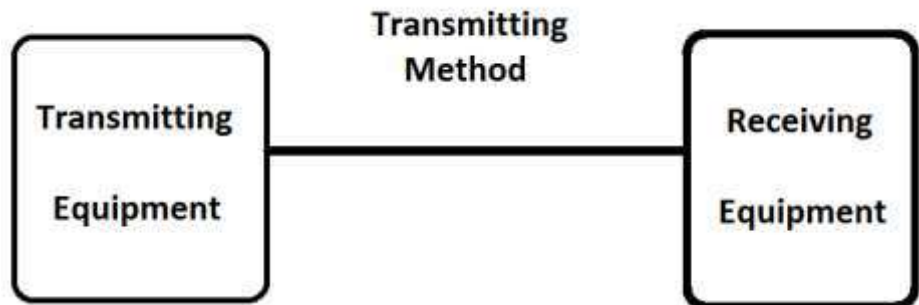 Transmitting
Method
Transmitting
Equipment
Receiving
Equipment